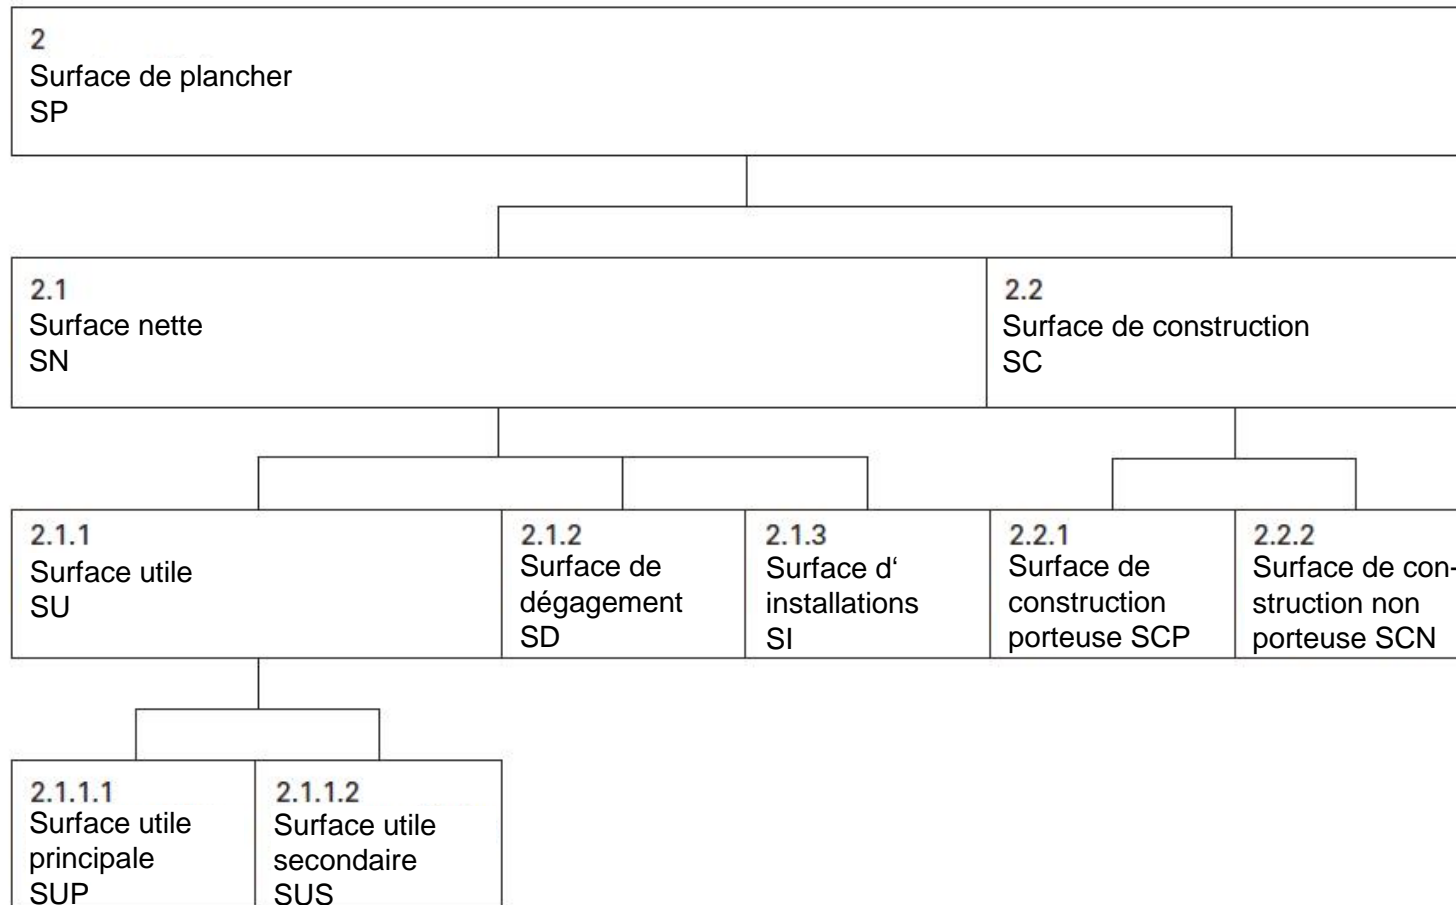 2
Surface de plancher
SP
2.1
Surface nette
SN
2.2
Surface de construction
SC
2.1.1
Surface utile
SU
2.1.2
Surface de
dégagement
SD
2.1.3
Surface d‘
installations
SI
2.2.1
Surface de
construction
porteuse SCP
2.2.2
Surface de con-
struction non
porteuse SCN
2.1.1.1
Surface utile
principale
SUP
2.1.1.2
Surface utile
secondaire
SUS